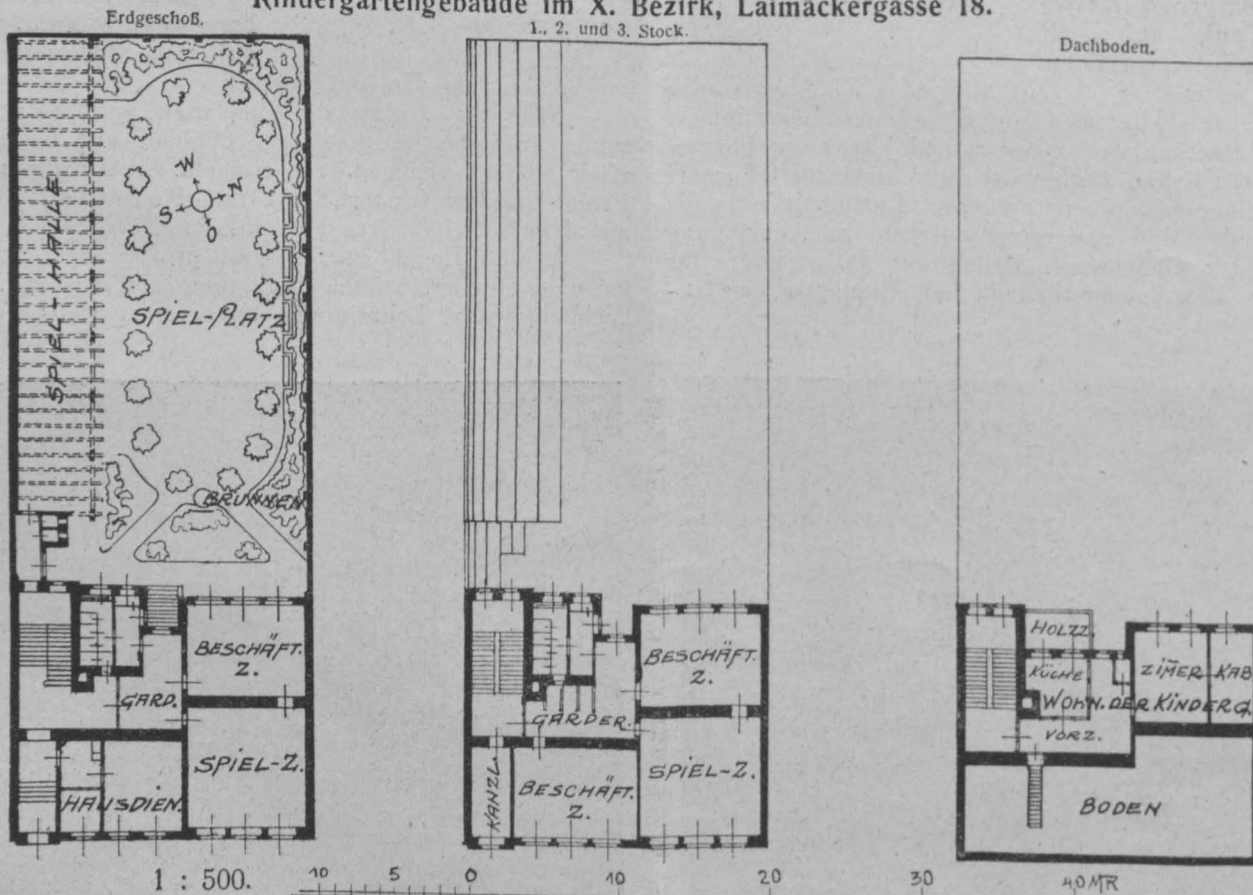 Kindergartengebäude im X. Bezirk, Laimäckergasse 18.
Erdgeschoß.
1., 2. und 3. Stock.
Dachboden.
SPIEL-HALLE
W
N
S
O
SPIEL-PLATZ
BRUNNEN
BESCHÄFT.
Z.
GARD.
SPIEL-Z.
HAUSDIEN.
BESCHÄFT.
Z.
GARDER.
KANZL.
BESCHÄFT.
Z.
SPIEL-Z.
HOLZZ.
KÜCHE
ZIMER
KAB
WOHN. DER KINDERG.
VORZ.
BODEN
1 : 500.
10 5 0 10 20 30 40 MR